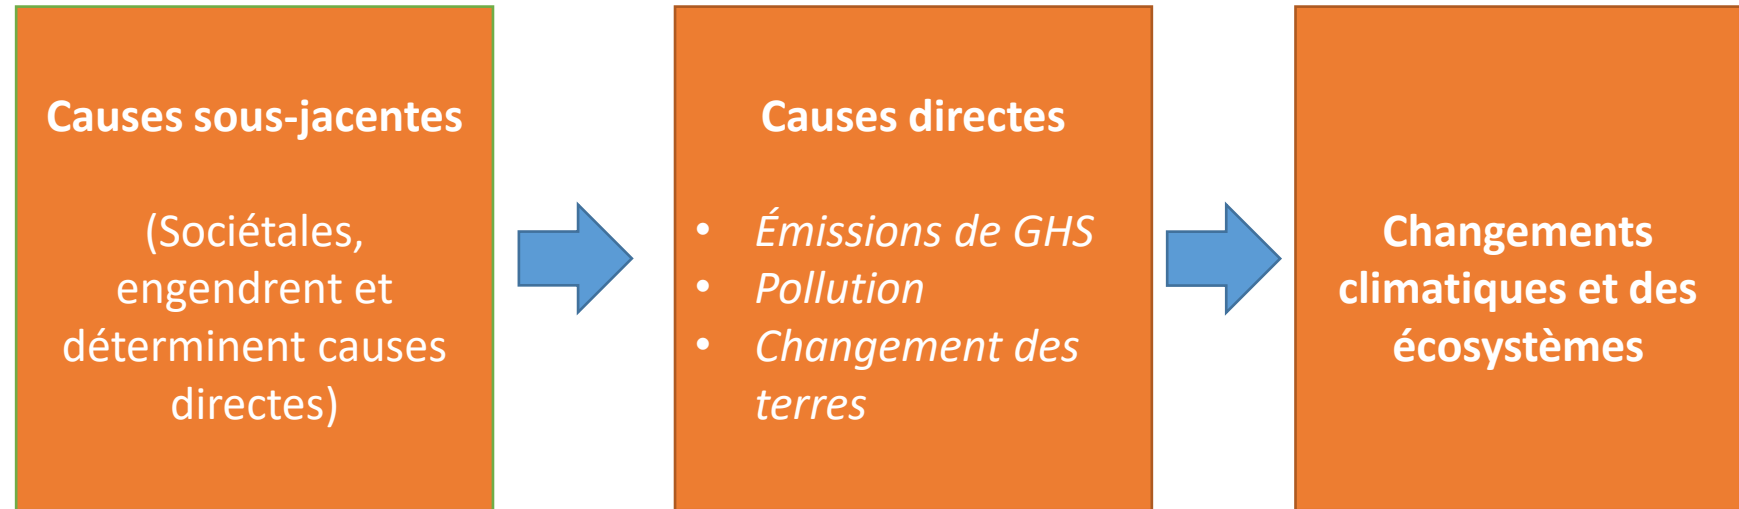 Causes sous-jacentes
(Sociétales,
engendrent et
déterminent causes
directes)
Causes directes
• Émissions de GHS
• Pollution
• Changement des
terres
Changements
climatiques et des
écosystèmes